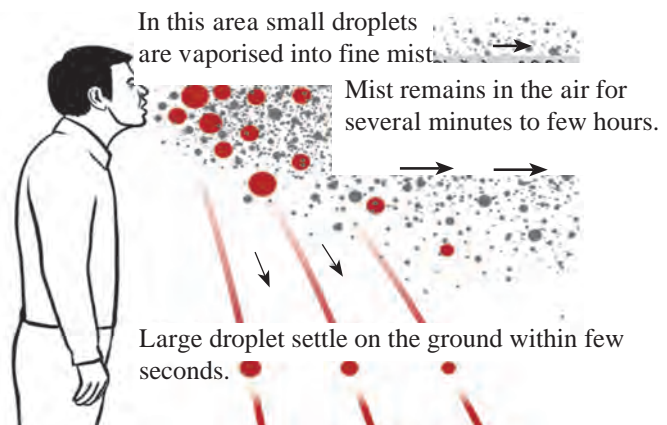 In this area small droplets
are vaporised into fine mist
Mist remains in the air for
several minutes to few hours.
Large droplet settle on the ground within few
seconds.